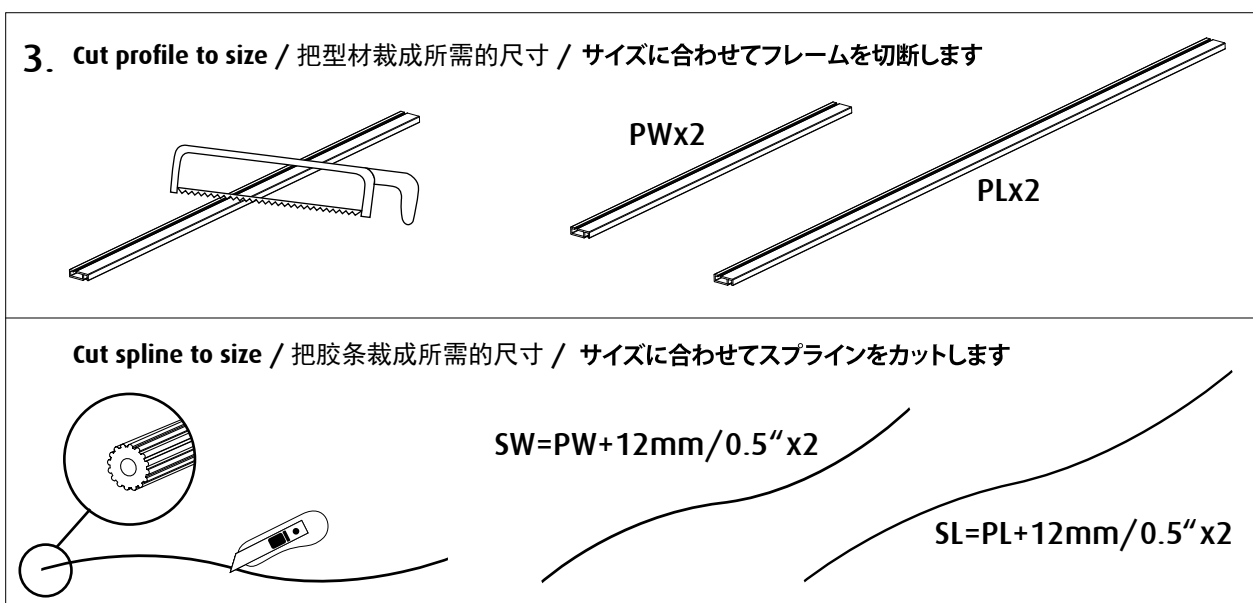 3. Cut profile to size / 把型材裁成所需的尺寸 / サイズに合わせてフレームを切断します
PWx2
PLx2
Cut spline to size / 把胶条裁成所需的尺寸 / サイズに合わせてスプラインをカットします
SW=PW+12mm/0.5“x2
SL=PL+12mm/0.5“x2